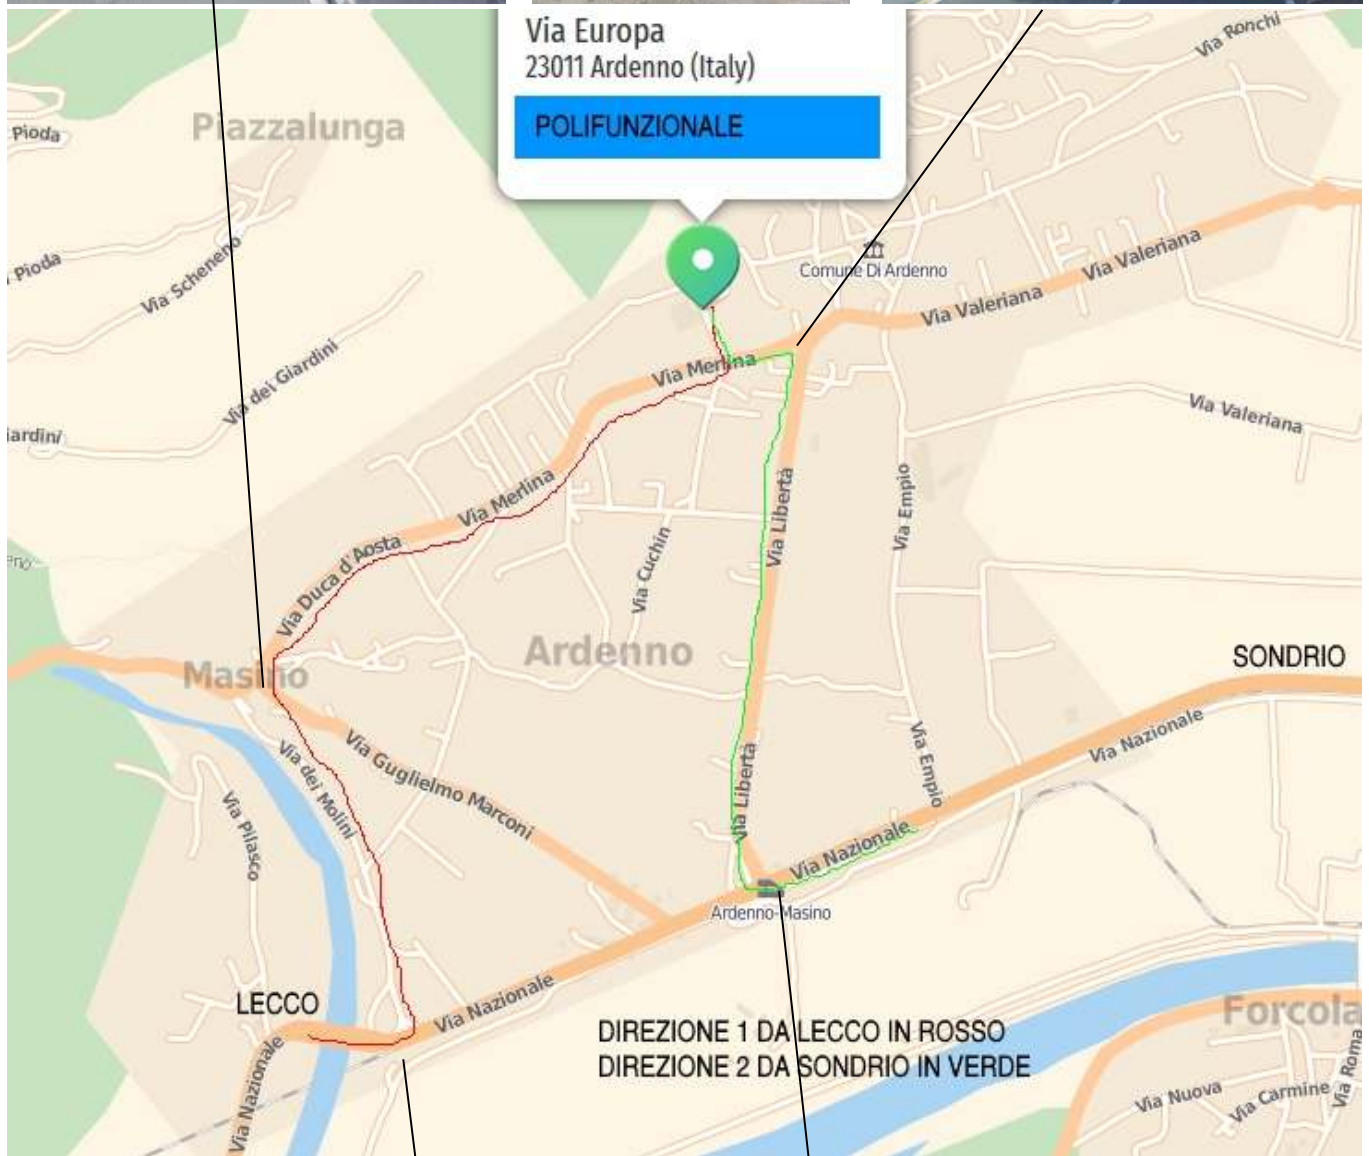 Via Europa
23011 Ardenno (Italy)
POLIFUNZIONALE
Via Ronchi
Pioda
Piazzalunga
Pioda
Via Scheneno
Comune Di Ardenno
Via Valeriana
Via Valeriana
Via dei Giardini
Via Merlina
Via Valeriana
iardini
Via Merlina
Via Libertà
Via Empio
Via Duca d'Aosta
Via Cuchin
Ardenno
Masino
SONDRIO
Via Nazionale
Via dei Molini
Via Guglielmo Marconi
Via Libertà
Via Empio
Via Pilasco
Via Nazionale
Ardenno-Masino
LECCO
Via Nazionale
Via Nazionale
DIREZIONE 1 DA LECCO IN ROSSO
DIREZIONE 2 DA SONDRIO IN VERDE
Forcola
Via Nuova
Via Carmine
Via Roma